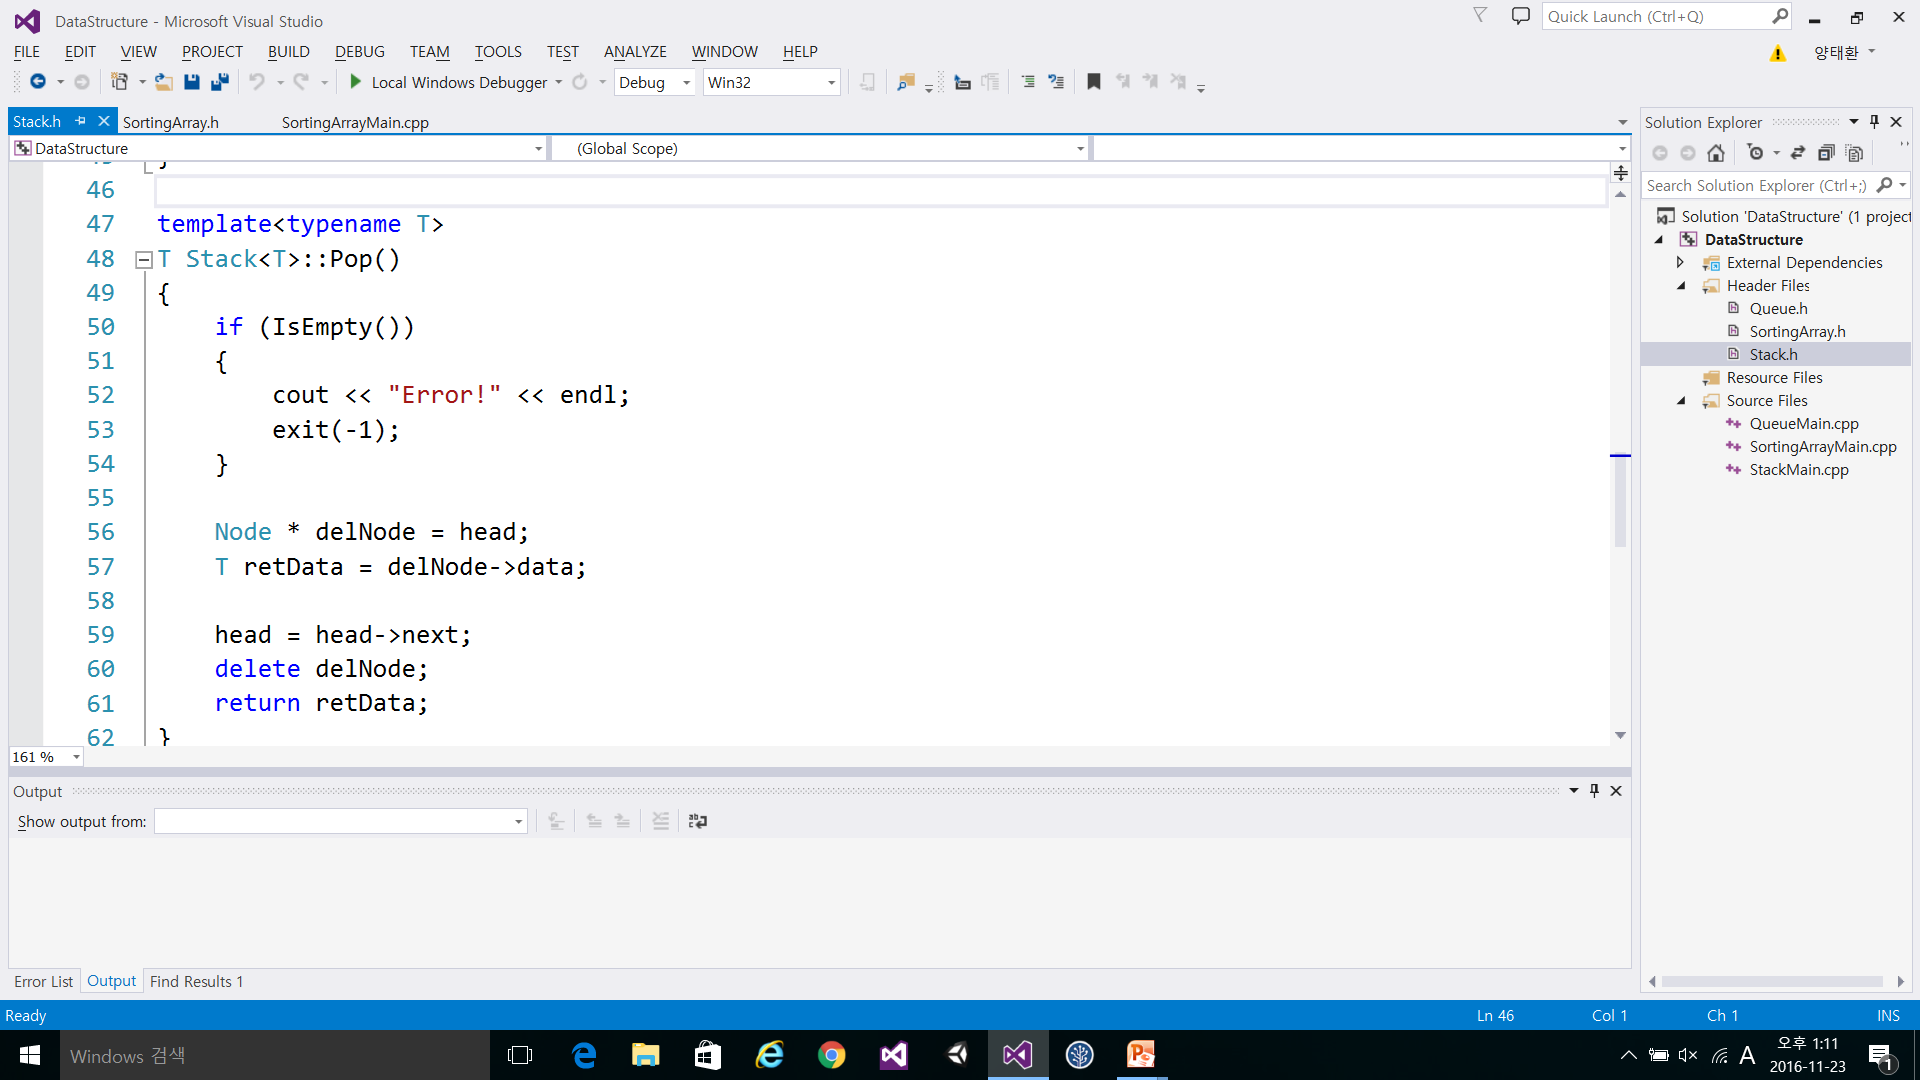 DataStructure - Microsoft Visual Studio
Quick Launch (Ctrl+Q)
FILE EDIT VIEW PROJECT BUILD DEBUG TEAM TOOLS TEST ANALYZE WINDOW HELP
양태환
Local Windows Debugger Debug Win32
Stack.h SortingArray.h SortingArrayMain.cpp
DataStructure (Global Scope)
46
47 template<typename T>
48 T Stack<T>::Pop()
49 {
50 if (IsEmpty())
51 {
52 cout << "Error!" << endl;
53 exit(-1);
54 }
55
56 Node * delNode = head;
57 T retData = delNode->data;
58
59 head = head->next;
60 delete delNode;
61 return retData;
62 }
161 %
Output
Show output from:
Error List Output Find Results 1
Solution Explorer
Search Solution Explorer (Ctrl+;)
Solution 'DataStructure' (1 project
DataStructure
External Dependencies
Header Files
Queue.h
SortingArray.h
Stack.h
Resource Files
Source Files
QueueMain.cpp
SortingArrayMain.cpp
StackMain.cpp
Ready Ln 46 Col 1 Ch 1 INS
Windows 검색
A
오후 1:11
2016-11-23
1